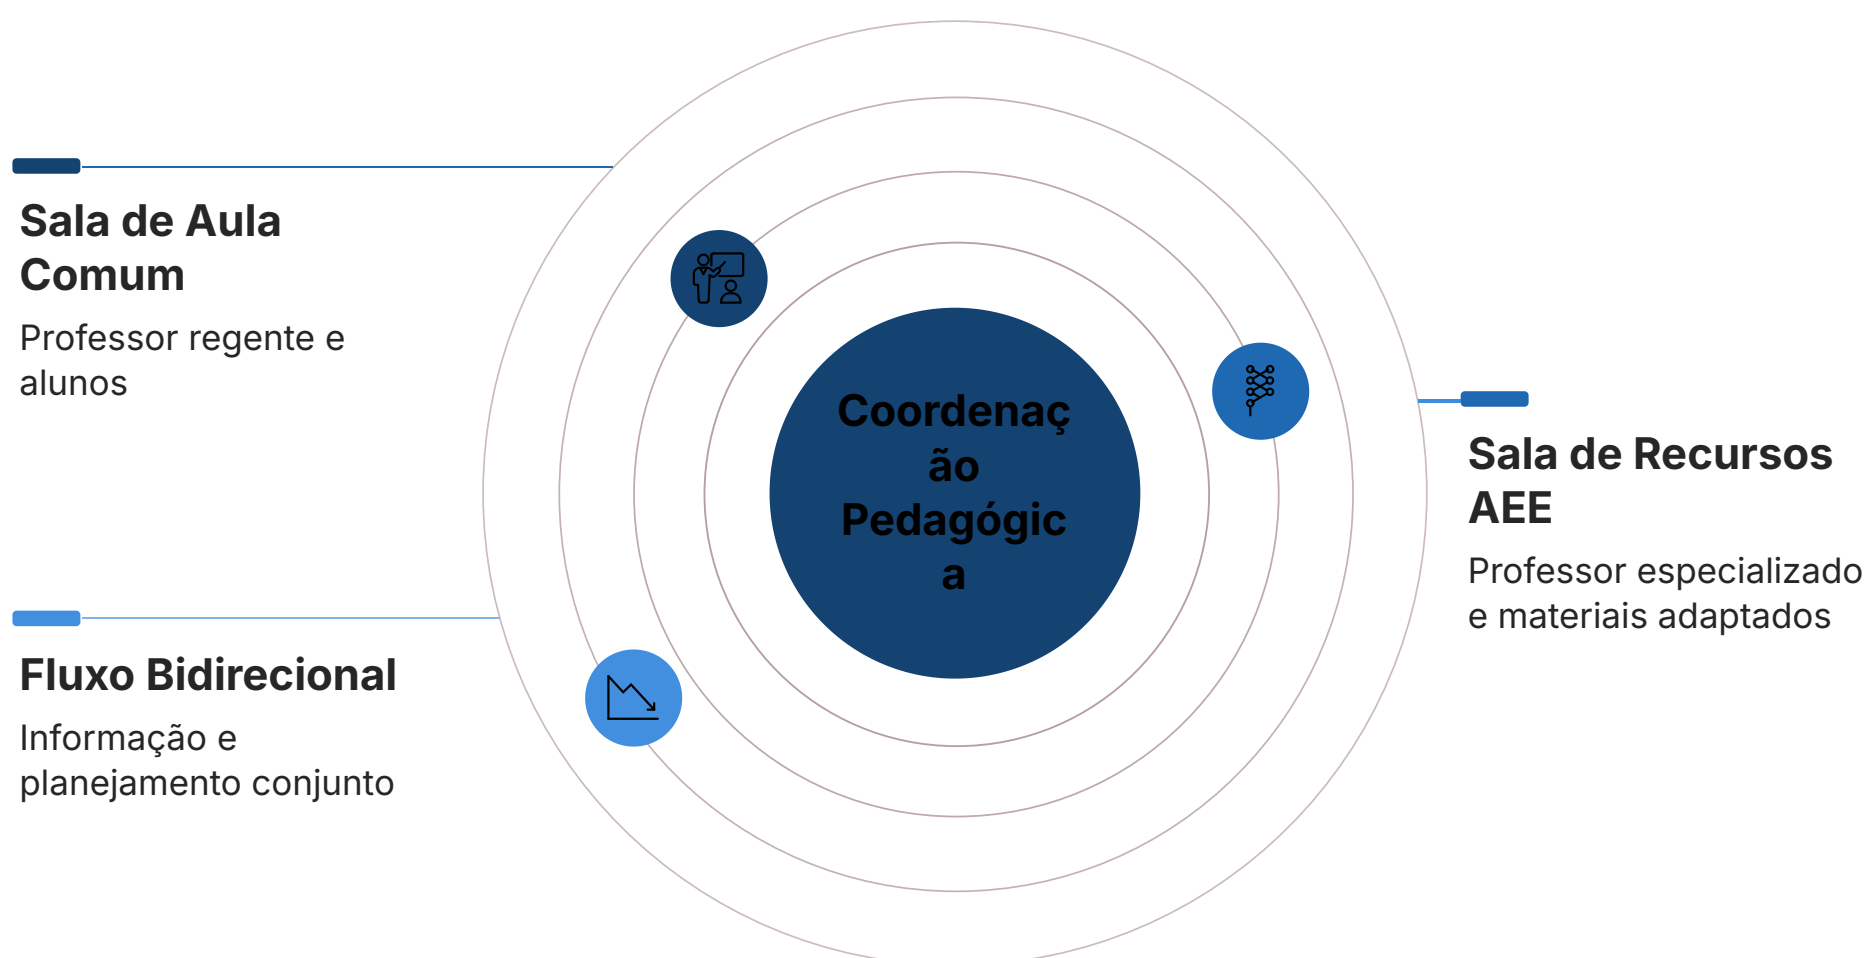 Sala de Aula
Comum
Professor regente e
alunos
Fluxo Bidirecional
Informação e
planejamento conjunto
Coordenaç
ão
Pedagógic
a
Sala de Recursos
AEE
Professor especializado
e materiais adaptados